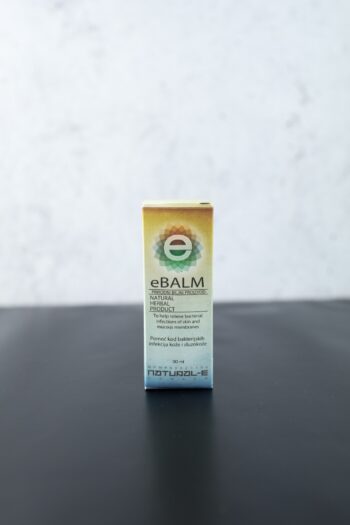 e
eBALM
PRIRODNI BILJNI PROIZVOD
NATURAL
HERBAL
PRODUCT
To help relieve bacterial
infections of skin and
mucous membranes
Pomoć kod bakterijskih
infekcija kože i sluzokože
30 ml
NATURAL-E